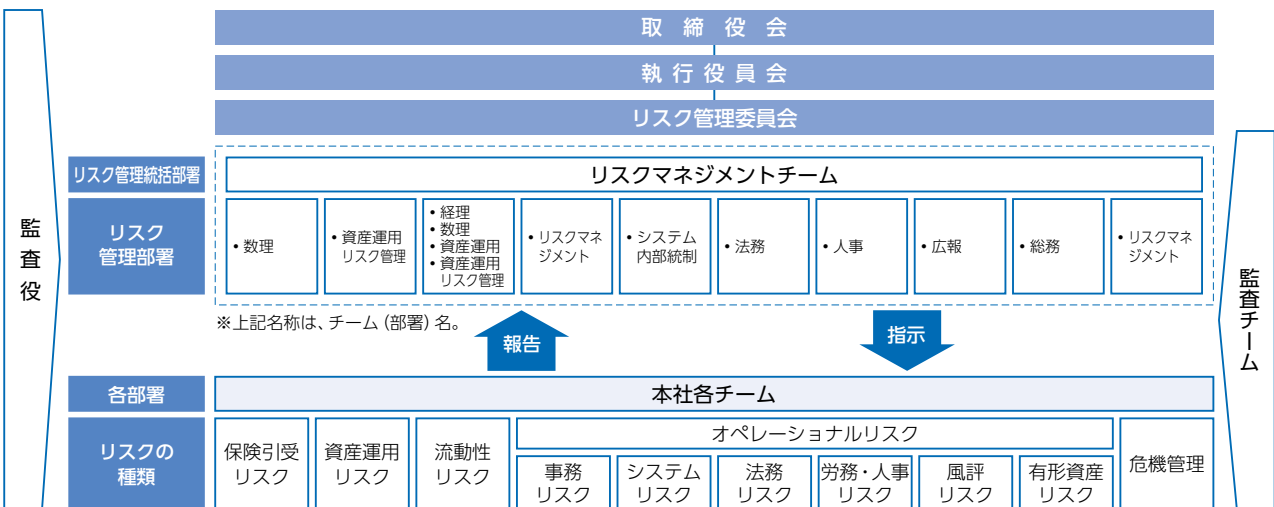 取締役会
執行役員会
リスク管理委員会
監査役
監査チーム
リスク管理統括部署
リスクマネジメントチーム
リスク
管理部署
•数理
•資産運用
リスク管理
•経理
•数理
•資産運用
•資産運用
リスク管理
•リスクマネ
ジメント
•システム
内部統制
•法務
•人事
•広報
•総務
•リスクマネ
ジメント
※上記名称は、チーム(部署)名。
報告
指示
各部署
本社各チーム
リスクの
種類
保険引受
リスク
資産運用
リスク
流動性
リスク
オペレーショナルリスク
事務
リスク
システム
リスク
法務
リスク
労務・人事
リスク
風評
リスク
有形資産
リスク
危機管理